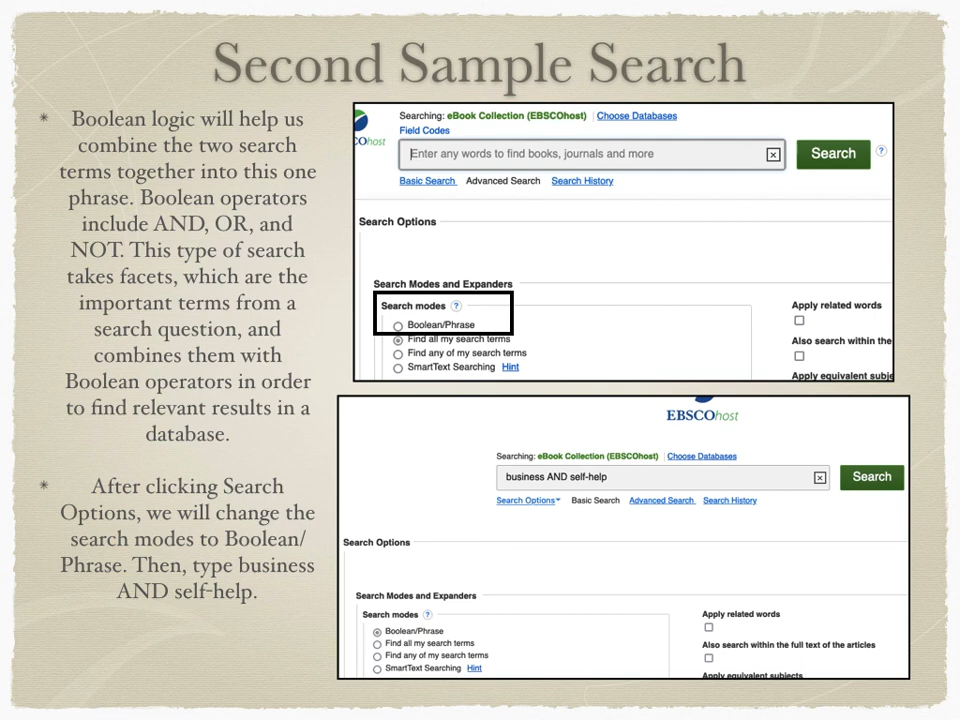 Second Sample Search
* Boolean logic will help us
combine the two search
terms together into this one
phrase. Boolean operators
include AND, OR, and
NOT. This type of search
takes facets, which are the
important terms from a
search question, and
combines them with
Boolean operators in order
to find relevant results in a
database.
* After clicking Search
Options, we will change the
search modes to Boolean/
Phrase. Then, type business
AND self-help.
Searching: eBook Collection (EBSCOhost) | Choose Databases
Field Codes
COhost
Enter any words to find books, journals and more
Search
?
Basic Search Advanced Search Search History
Search Options
Search Modes and Expanders
Search modes ?
Boolean/Phrase
Find all my search terms
Find any of my search terms
SmartText Searching Hint
Apply related words
Also search within the
Apply equivalent subje
EBSCOhost
Searching: eBook Collection (EBSCOhost) | Choose Databases
business AND self-help
Search
Search Options Basic Search Advanced Search Search History
Search Options
Search Modes and Expanders
Search modes ?
Boolean/Phrase
Find all my search terms
Find any of my search terms
SmartText Searching Hint
Apply related words
Also search within the full text of the articles
Apply equivalent subjects